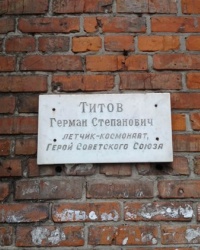 ТИТОВ
ГЕРМАН СТЕПАНОВИЧ
ЛЕТЧИК-КОСМОНАВТ,
ГЕРОЙ СОВЕТСКОГО СОЮЗА